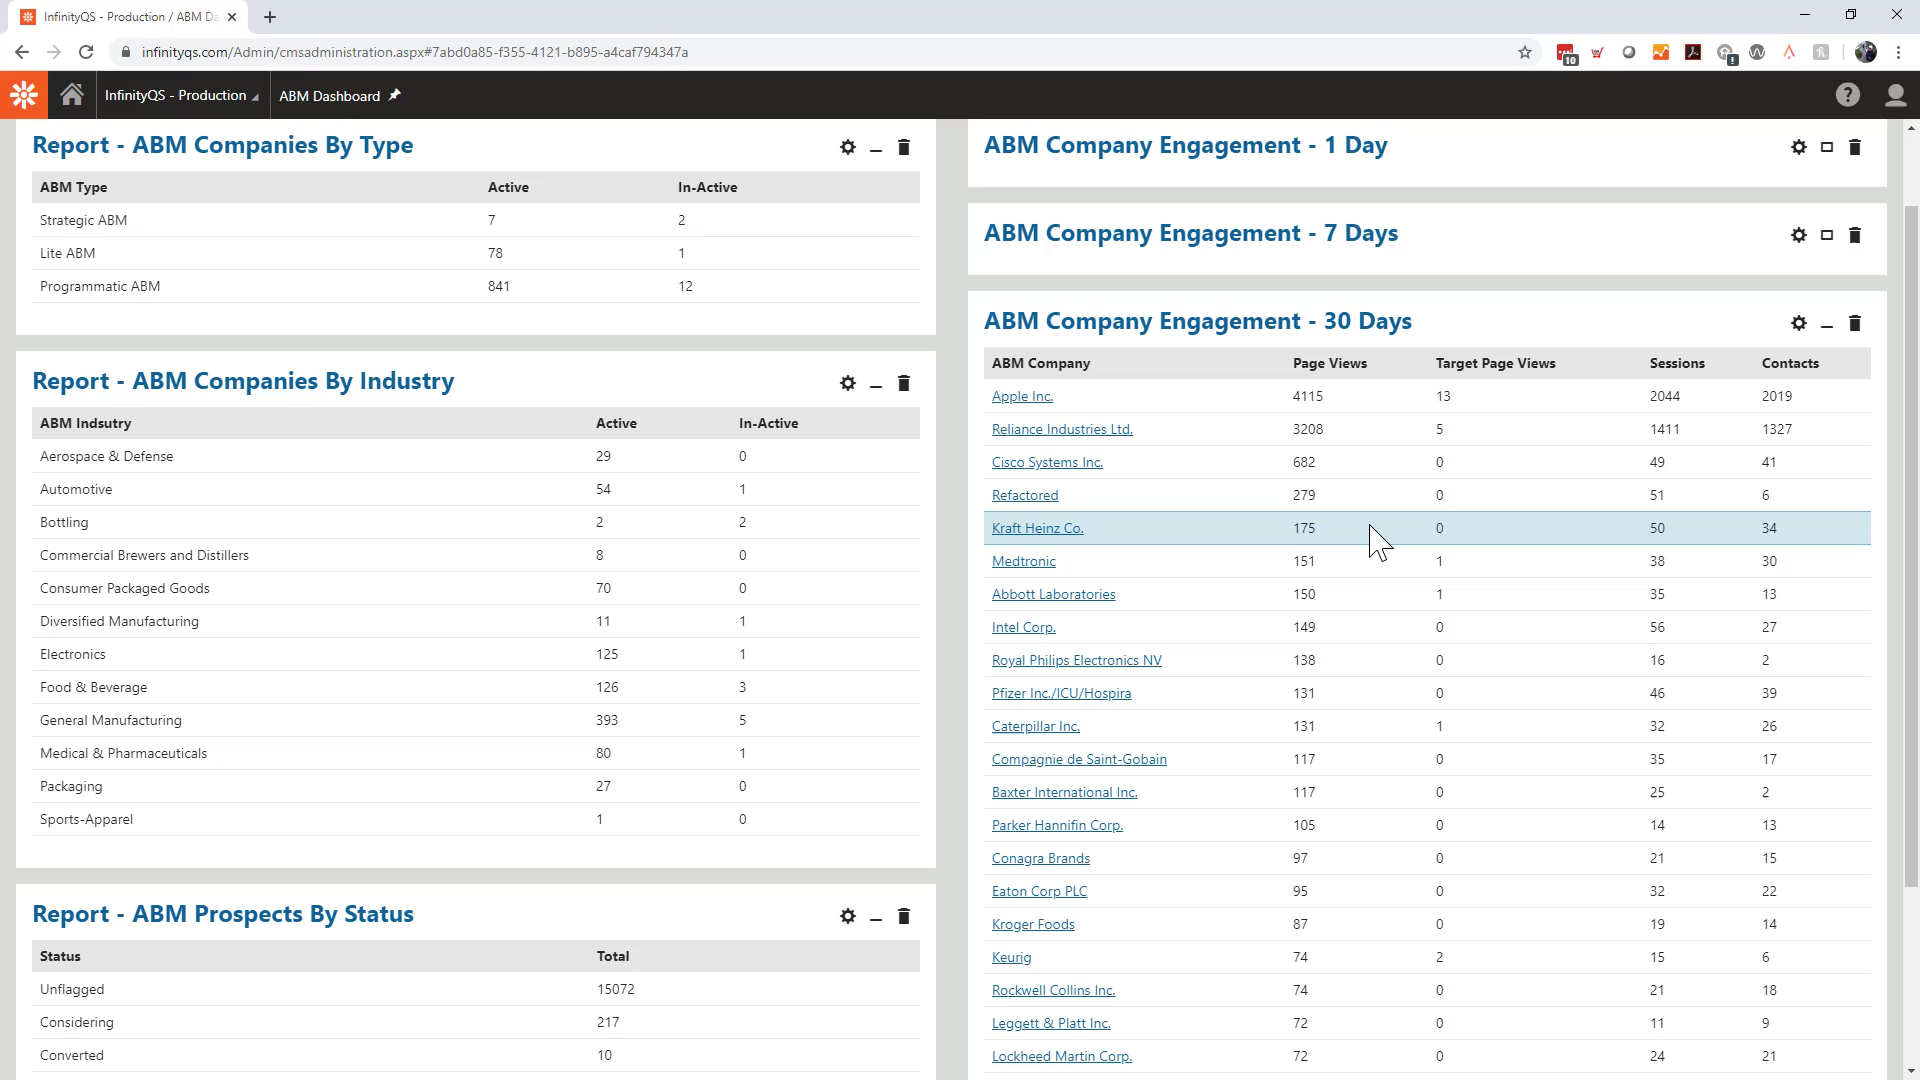 InfinityQS - Production / ABM Da
infinityqs.com/Admin/cmsadministration.aspx#7abd0a85-f355-4121-b895-a4caf794347a
10
InfinityQS - Production
ABM Dashboard
Report - ABM Companies By Type
ABM Type Active In-Active
Strategic ABM 7 2
Lite ABM 78 1
Programmatic ABM 841 12
Report - ABM Companies By Industry
ABM Indsutry Active In-Active
Aerospace & Defense 29 0
Automotive 54 1
Bottling 2 2
Commercial Brewers and Distillers 8 0
Consumer Packaged Goods 70 0
Diversified Manufacturing 11 1
Electronics 125 1
Food & Beverage 126 3
General Manufacturing 393 5
Medical & Pharmaceuticals 80 1
Packaging 27 0
Sports-Apparel 1 0
Report - ABM Prospects By Status
Status Total
Unflagged 15072
Considering 217
Converted 10
ABM Company Engagement - 1 Day
ABM Company Engagement - 7 Days
ABM Company Engagement - 30 Days
ABM Company Page Views Target Page Views Sessions Contacts
Apple Inc. 4115 13 2044 2019
Reliance Industries Ltd. 3208 5 1411 1327
Cisco Systems Inc. 682 0 49 41
Refactored 279 0 51 6
Kraft Heinz Co. 175 0 50 34
Medtronic 151 1 38 30
Abbott Laboratories 150 1 35 13
Intel Corp. 149 0 56 27
Royal Philips Electronics NV 138 0 16 2
Pfizer Inc./ICU/Hospira 131 0 46 39
Caterpillar Inc. 131 1 32 26
Compagnie de Saint-Gobain 117 0 35 17
Baxter International Inc. 117 0 25 2
Parker Hannifin Corp. 105 0 14 13
Conagra Brands 97 0 21 15
Eaton Corp PLC 95 0 32 22
Kroger Foods 87 0 19 14
Keurig 74 2 15 6
Rockwell Collins Inc. 74 0 21 18
Leggett & Platt Inc. 72 0 11 9
Lockheed Martin Corp. 72 0 24 21